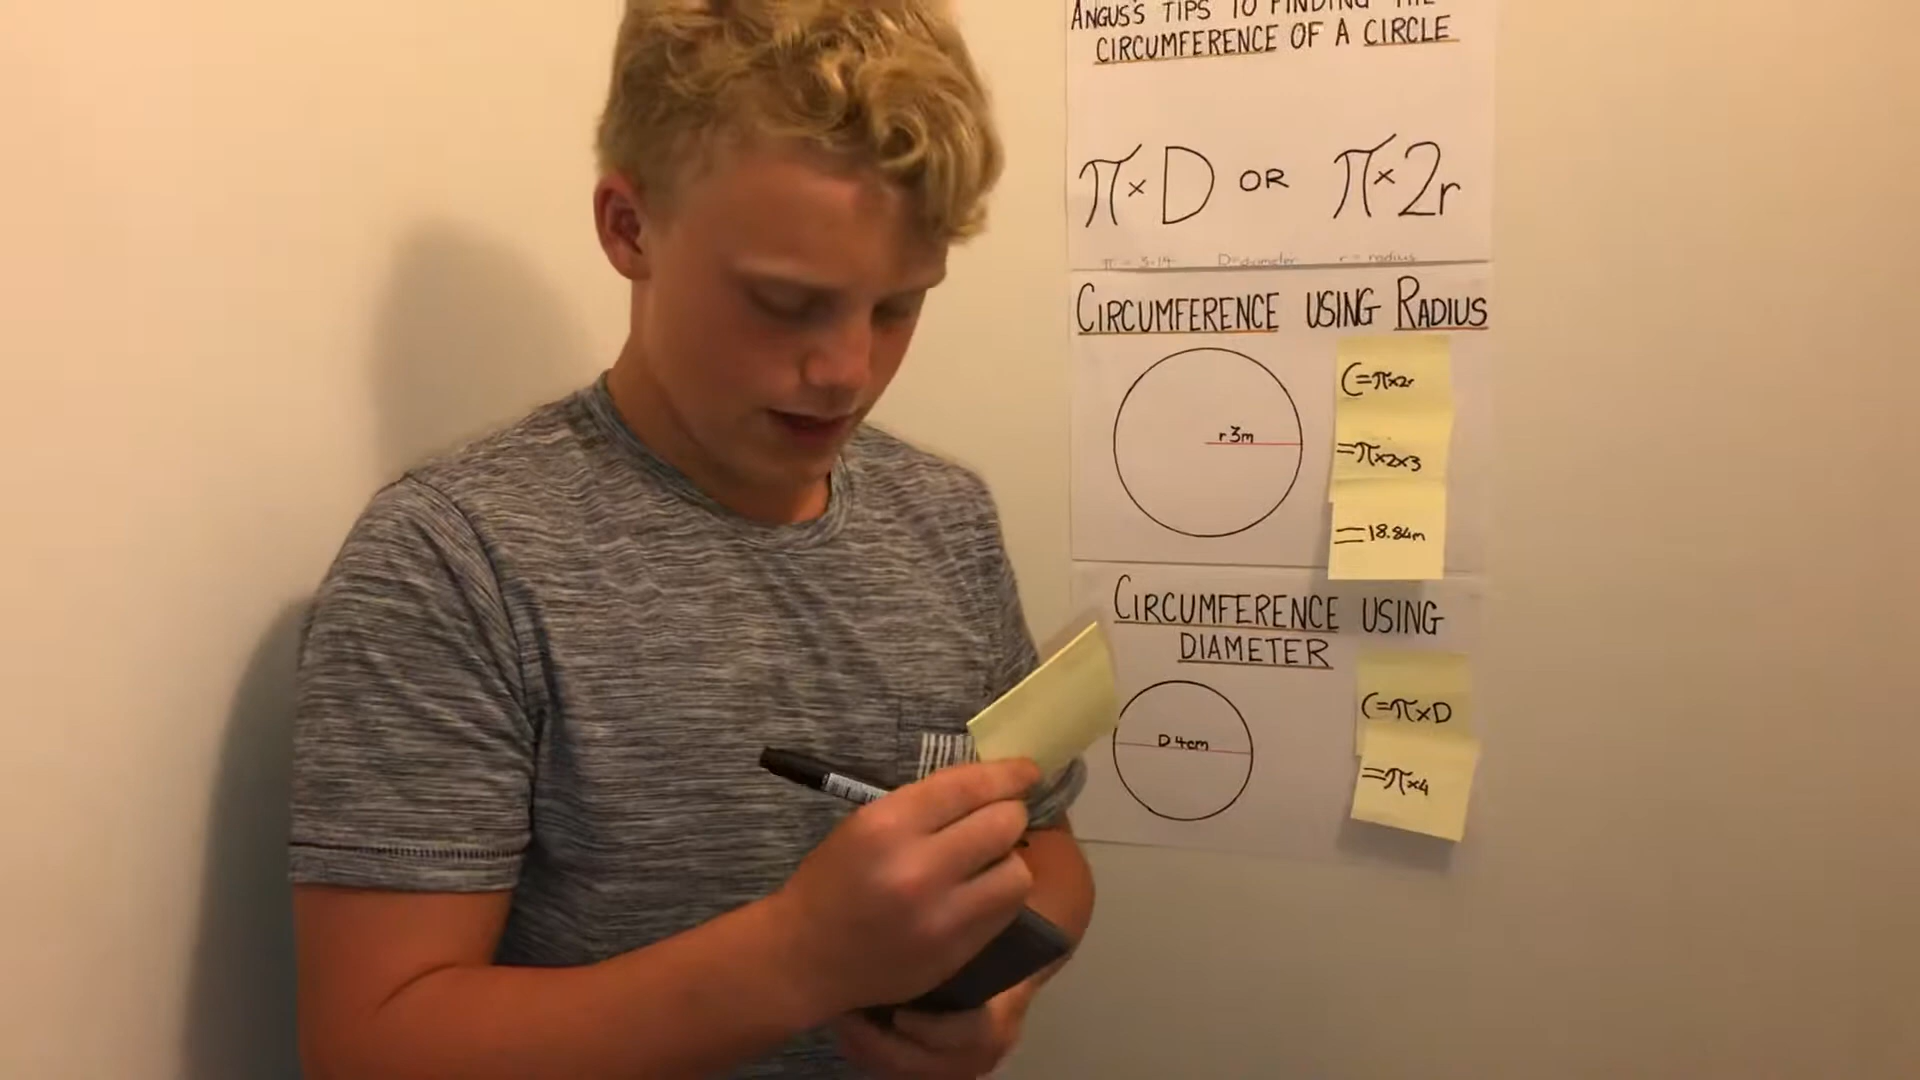 ANGUS'S TIPS TO FINDING THE
CIRCUMFERENCE OF A CIRCLE
π × D OR π × 2r
π = 3.14 D=diameter r = radius
CIRCUMFERENCE USING RADIUS
r 3m
C=π×2r
=π×2×3
=18.84m
CIRCUMFERENCE USING
DIAMETER
D 4cm
C=π×D
=π×4